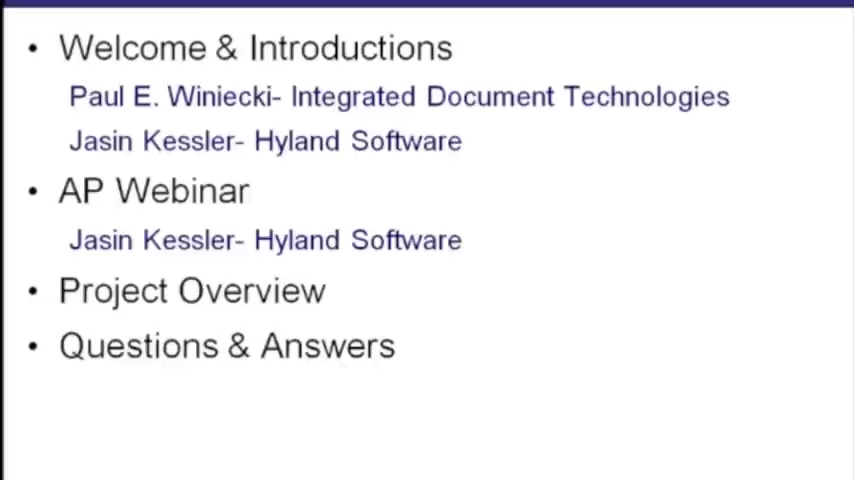 • Welcome & Introductions
Paul E. Winiecki- Integrated Document Technologies
Jasin Kessler- Hyland Software
• AP Webinar
Jasin Kessler- Hyland Software
• Project Overview
• Questions & Answers